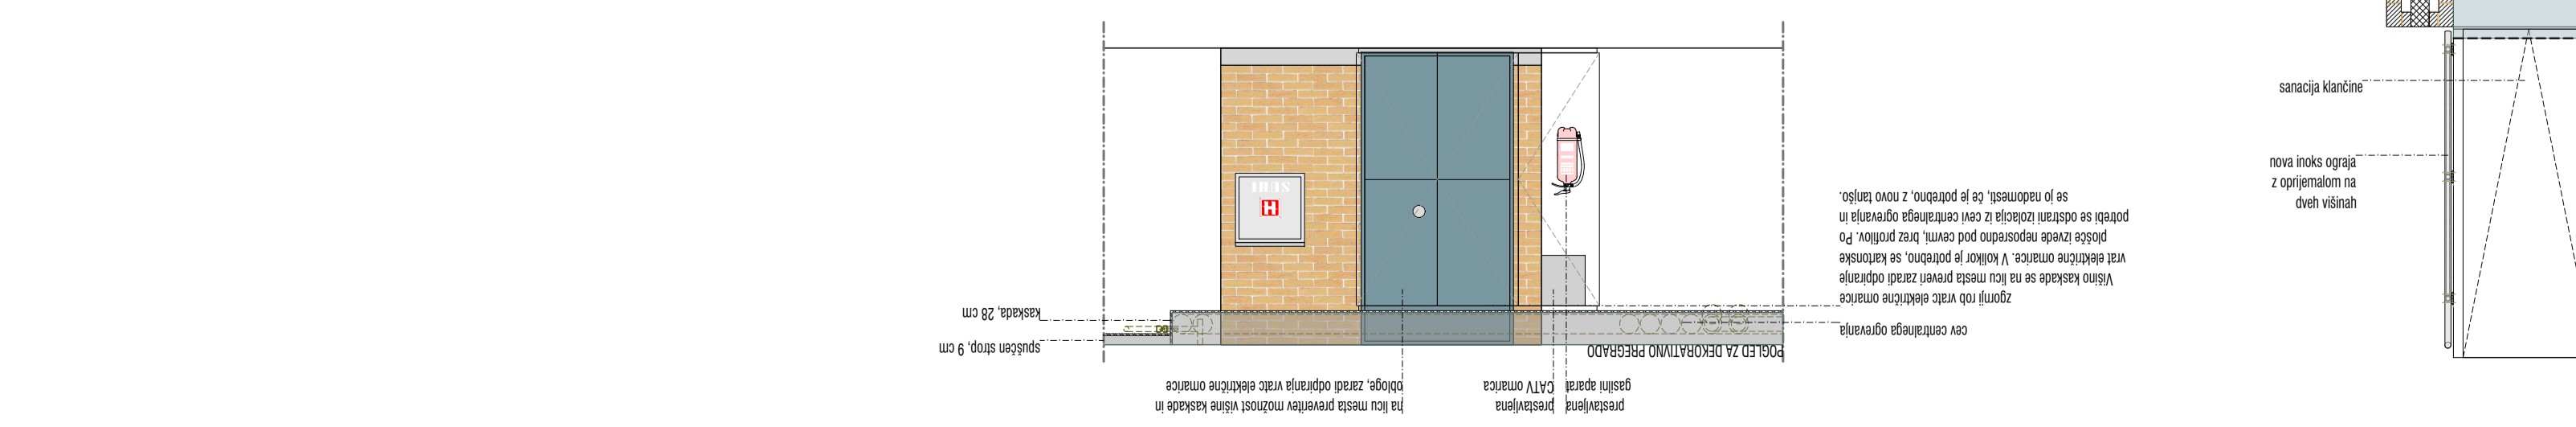 sanacija klančine
nova inoks ograja
z oprijemalom na
dveh višinah
prestavljena
gasilni aparat
prestavljena
CATV omarica
na licu mesta preveritev možnost višine kaskade in
obloge, zaradi odpiranja vratc električne omarice
POGLED ZA DEKORATIVNO PREGRADO
cev centralnega ogrevanja
zgornji rob vratc električne omarice
Višino kaskade se na licu mesta preveri zaradi odpiranje
vrat električne omarice. V kolikor je potrebno, se kartonske
plošče izvede neposredno pod cevmi, brez profilov. Po
potrebi se odstrani izolacija iz cevi centralnega ogrevanja in
se jo nadomesti, če je potrebno, z novo tanjšo.
spuščen strop, 9 cm
kaskada, 28 cm
H